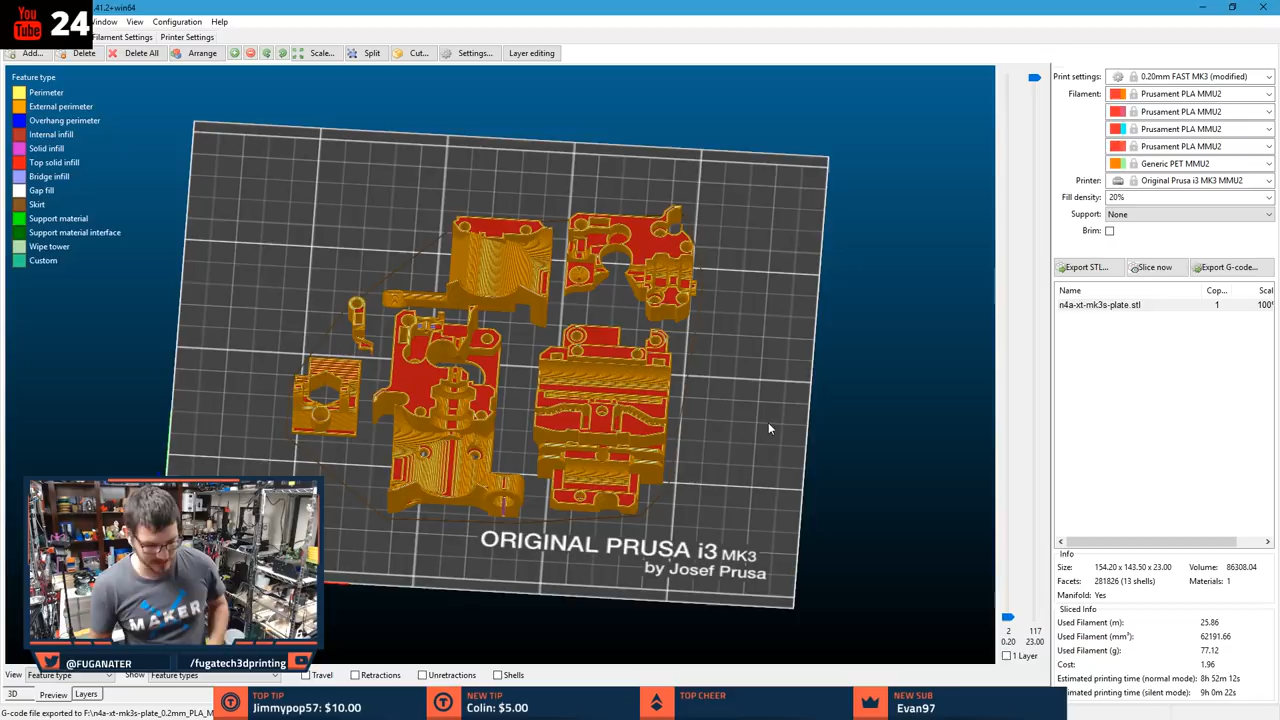 You Tube 24
.41.2+win64
Window View Configuration Help
Filament Settings Printer Settings
Add... Delete Delete All Arrange Scale... Split Cut... Settings... Layer editing
Feature type
Perimeter
External perimeter
Overhang perimeter
Internal infill
Solid infill
Top solid infill
Bridge infill
Gap fill
Skirt
Support material
Support material interface
Wipe tower
Custom
ORIGINAL PRUSA i3 MK3
by Josef Prusa
2
0.20
117
23.00
1 Layer
Print settings: 0.20mm FAST MK3 (modified)
Filament: Prusament PLA MMU2
Prusament PLA MMU2
Prusament PLA MMU2
Prusament PLA MMU2
Generic PET MMU2
Printer: Original Prusa i3 MK3 MMU2
Fill density: 20%
Support: None
Brim:
Export STL... Slice now Export G-code...
Name Cop... Scal
n4a-xt-mk3s-plate.stl 1 100%
Info
Size: 154.20 x 143.50 x 23.00 Volume: 86308.04
Facets: 281826 (13 shells) Materials: 1
Manifold: Yes
Sliced Info
Used Filament (m): 25.86
Used Filament (mm³): 62191.66
Used Filament (g): 77.12
Cost: 1.96
Estimated printing time (normal mode): 8h 52m 12s
Estimated printing time (silent mode): 9h 0m 22s
MAKER
@FUGANATER /fugatech3dprinting
View Feature type Show Feature types Travel Retractions Unretractions Shells
3D Preview Layers
TOP TIP
Jimmypop57: $10.00
NEW TIP
Colin: $5.00
TOP CHEER
NEW SUB
Evan97
G-code file exported to F:\n4a-xt-mk3s-plate_0.2mm_PLA_M